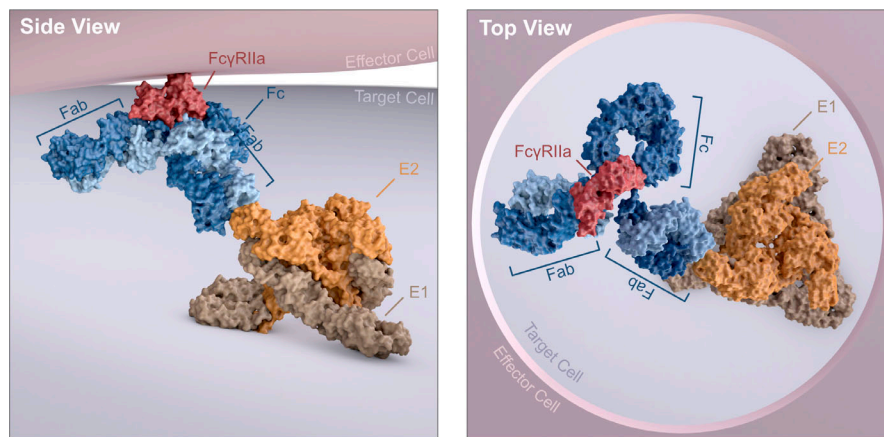 Side View
FcγRIIa
Effector Cell
Target Cell
Fab
Fc
Fab
E2
E1
Top View
E1
E2
Fc
FcγRIIa
Fab
Fab
Target Cell
Effector Cell